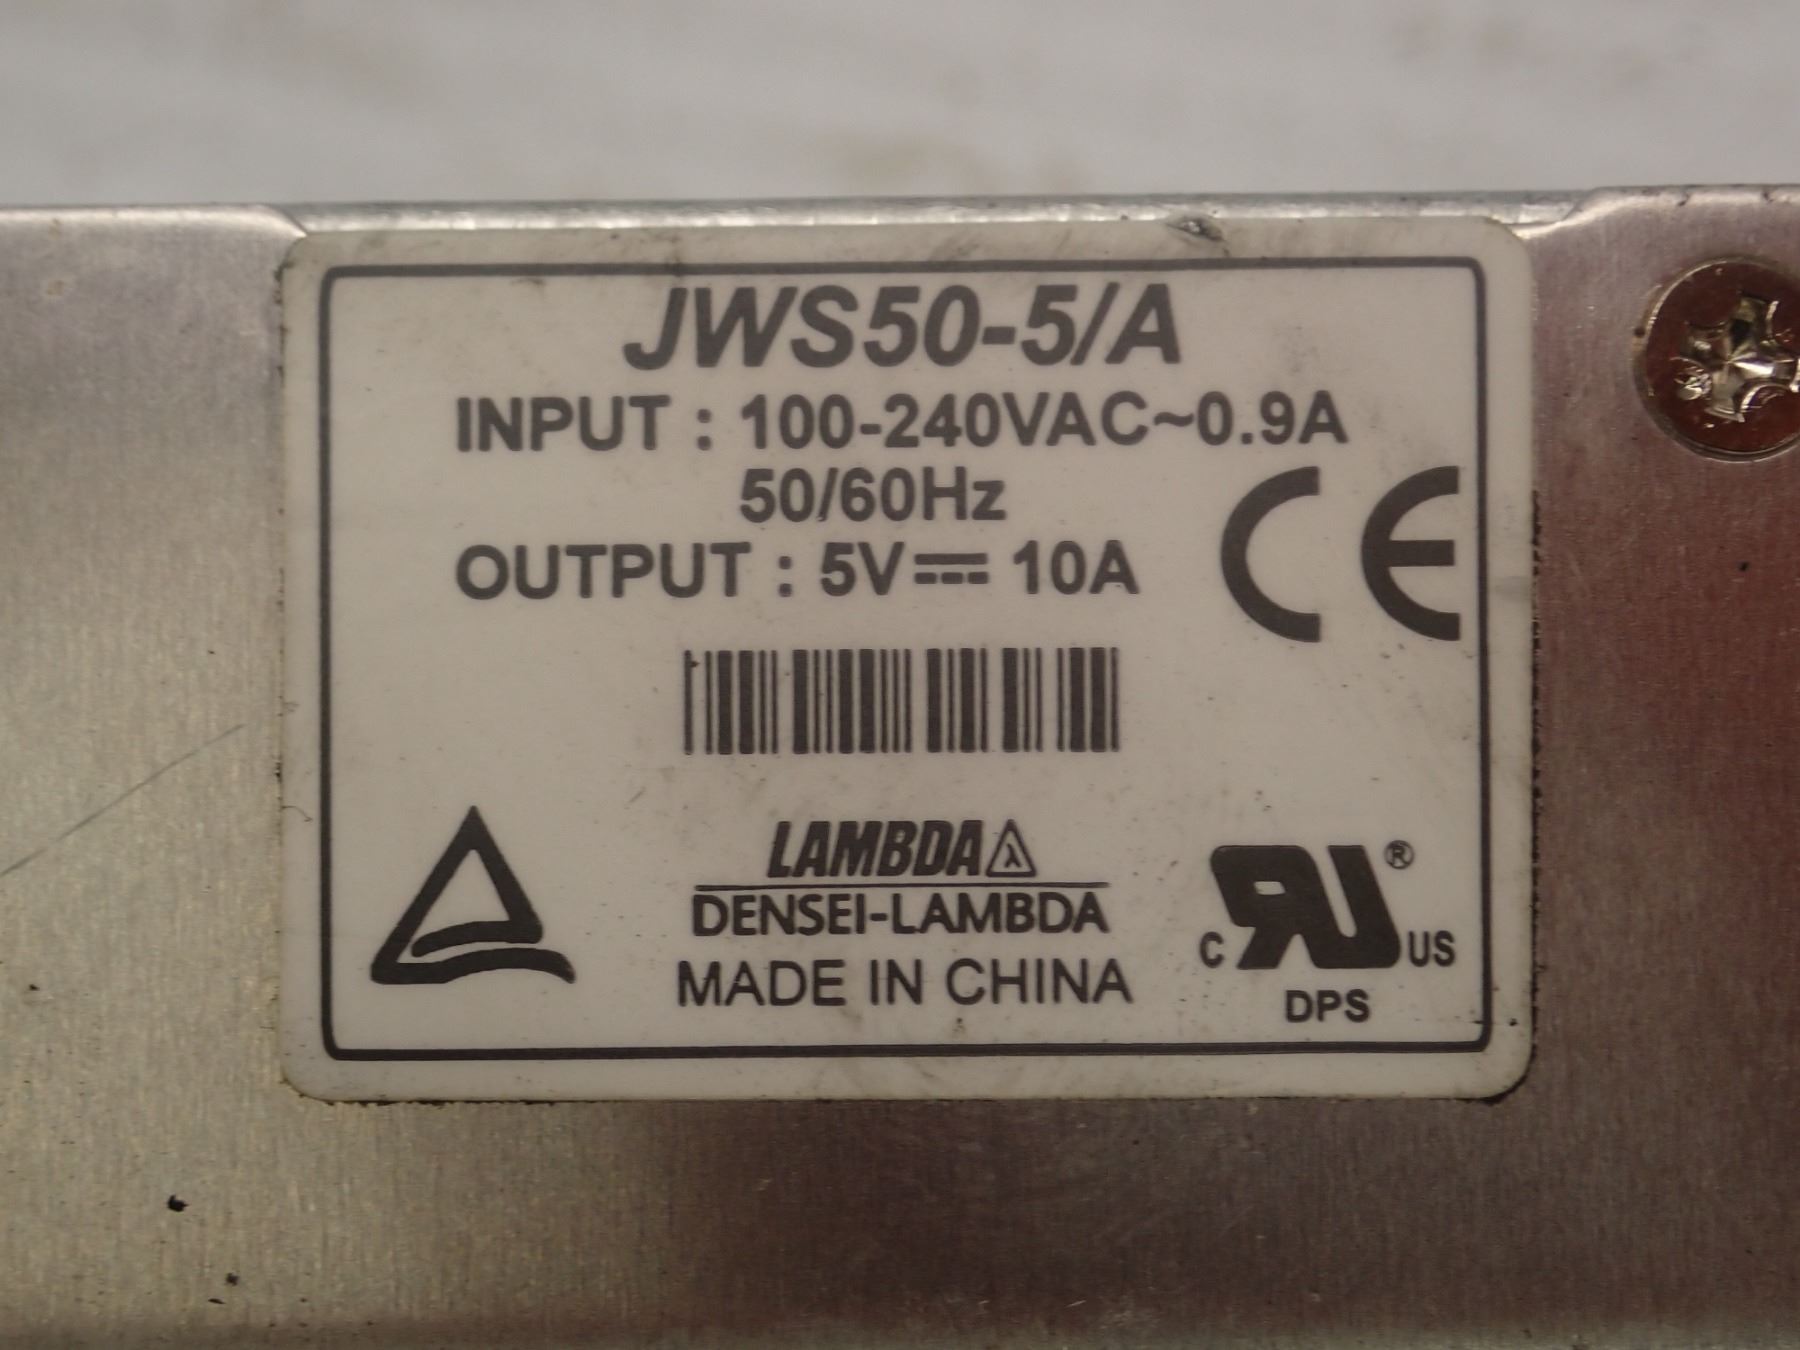 JWS50-5/A
INPUT : 100-240VAC~0.9A
50/60Hz
OUTPUT : 5V⎓ 10A
CE
LAMBDA λ
DENSEI-LAMBDA
MADE IN CHINA
C RU ® US
DPS